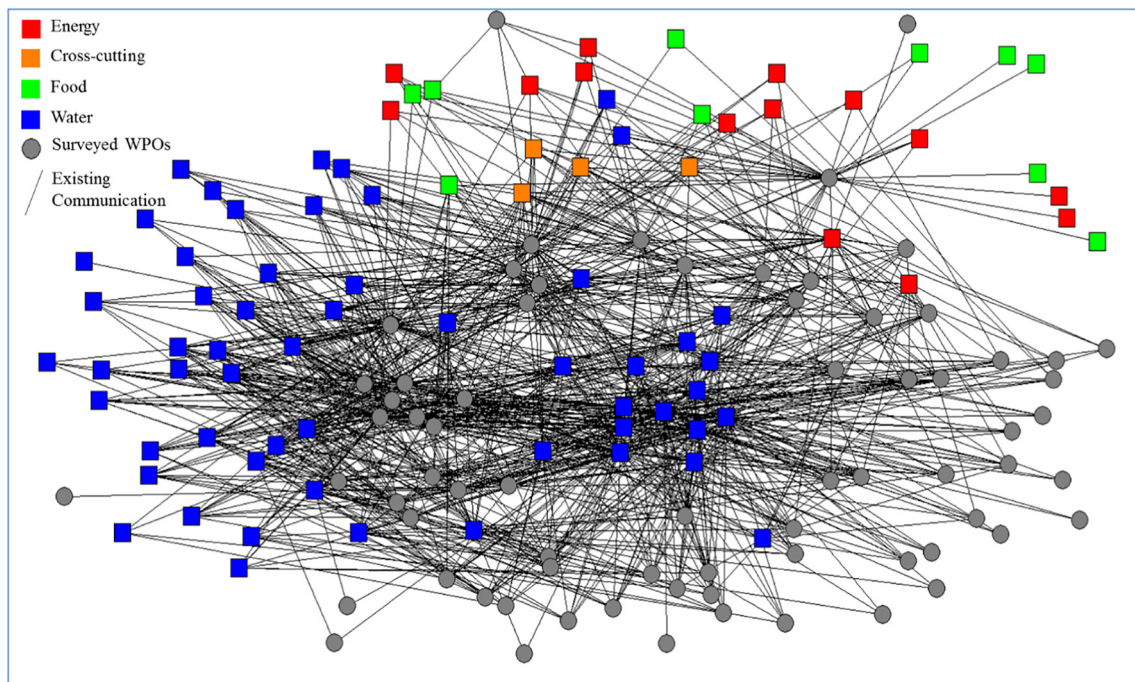 Energy
Cross-cutting
Food
Water
Surveyed WPOs
Existing
Communication